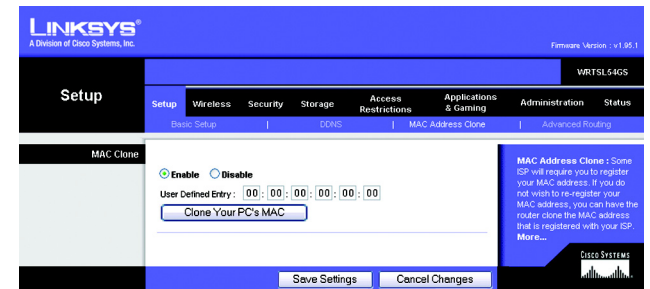 LINKSYS®
A Division of Cisco Systems, Inc.
Firmware Version : v1.95.1
WRTSL54GS
Setup
Setup Wireless Security Storage Access Restrictions Applications & Gaming Administration Status
Basic Setup | DDNS | MAC Address Clone | Advanced Routing
MAC Clone
Enable Disable
User Defined Entry : 00 : 00 : 00 : 00 : 00 : 00
Clone Your PC's MAC
MAC Address Clone : Some
ISP will require you to register
your MAC address. If you do
not wish to re-register your
MAC address, you can have the
router clone the MAC address
that is registered with your ISP.
More...
CISCO SYSTEMS
Save Settings Cancel Changes